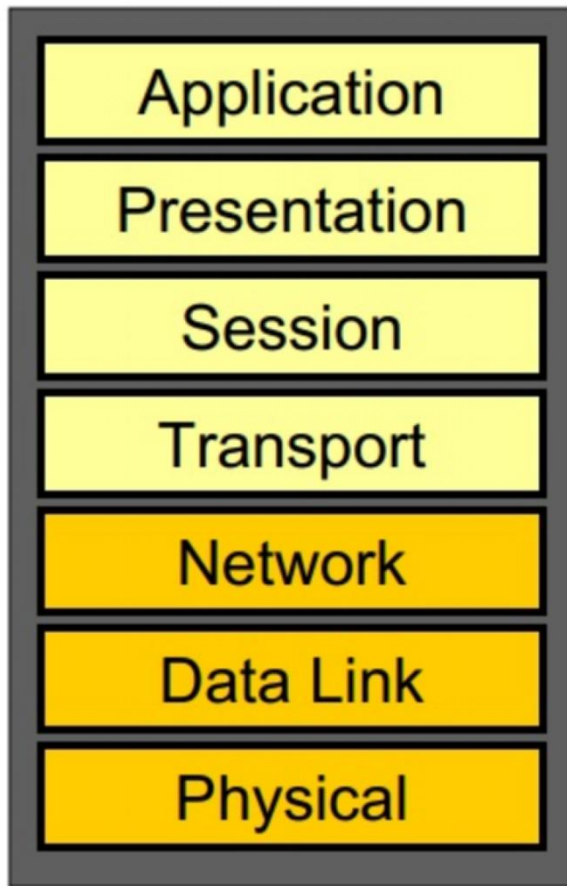 Application
Presentation
Session
Transport
Network
Data Link
Physical